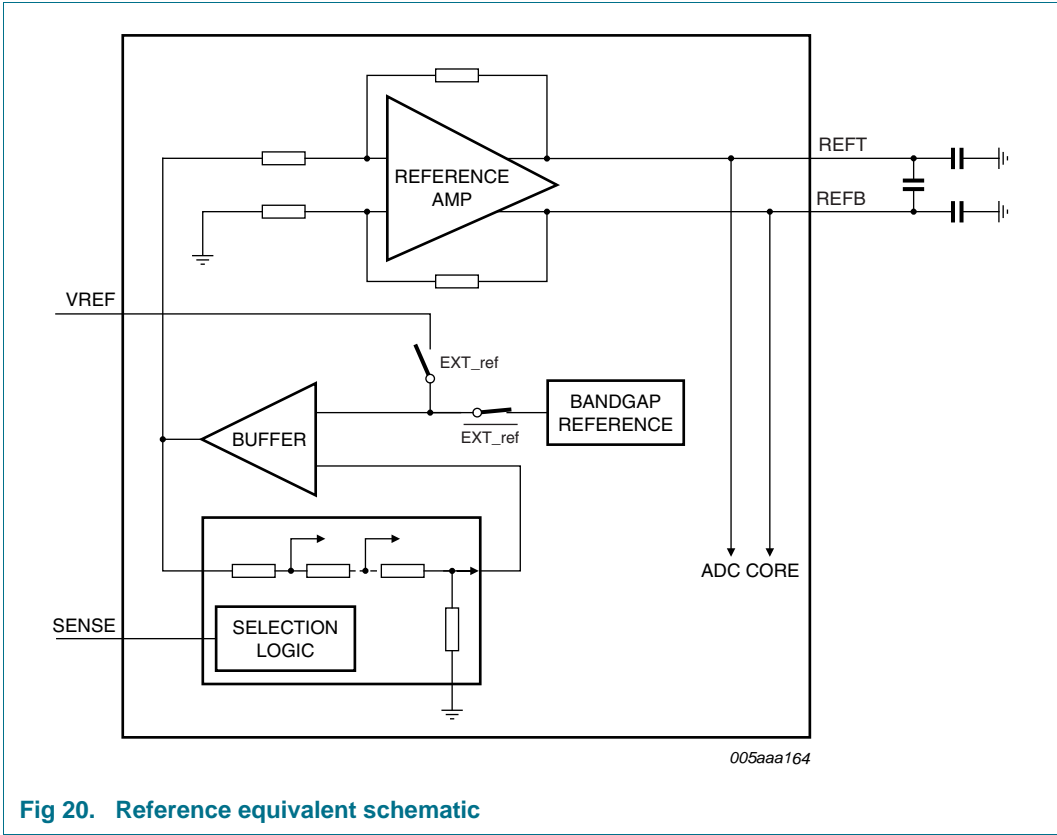 REFERENCE
AMP
REFT
REFB
VREF
EXT_ref
BUFFER
EXT_ref
BANDGAP
REFERENCE
ADC CORE
SENSE
SELECTION
LOGIC
005aaa164
Fig 20. Reference equivalent schematic